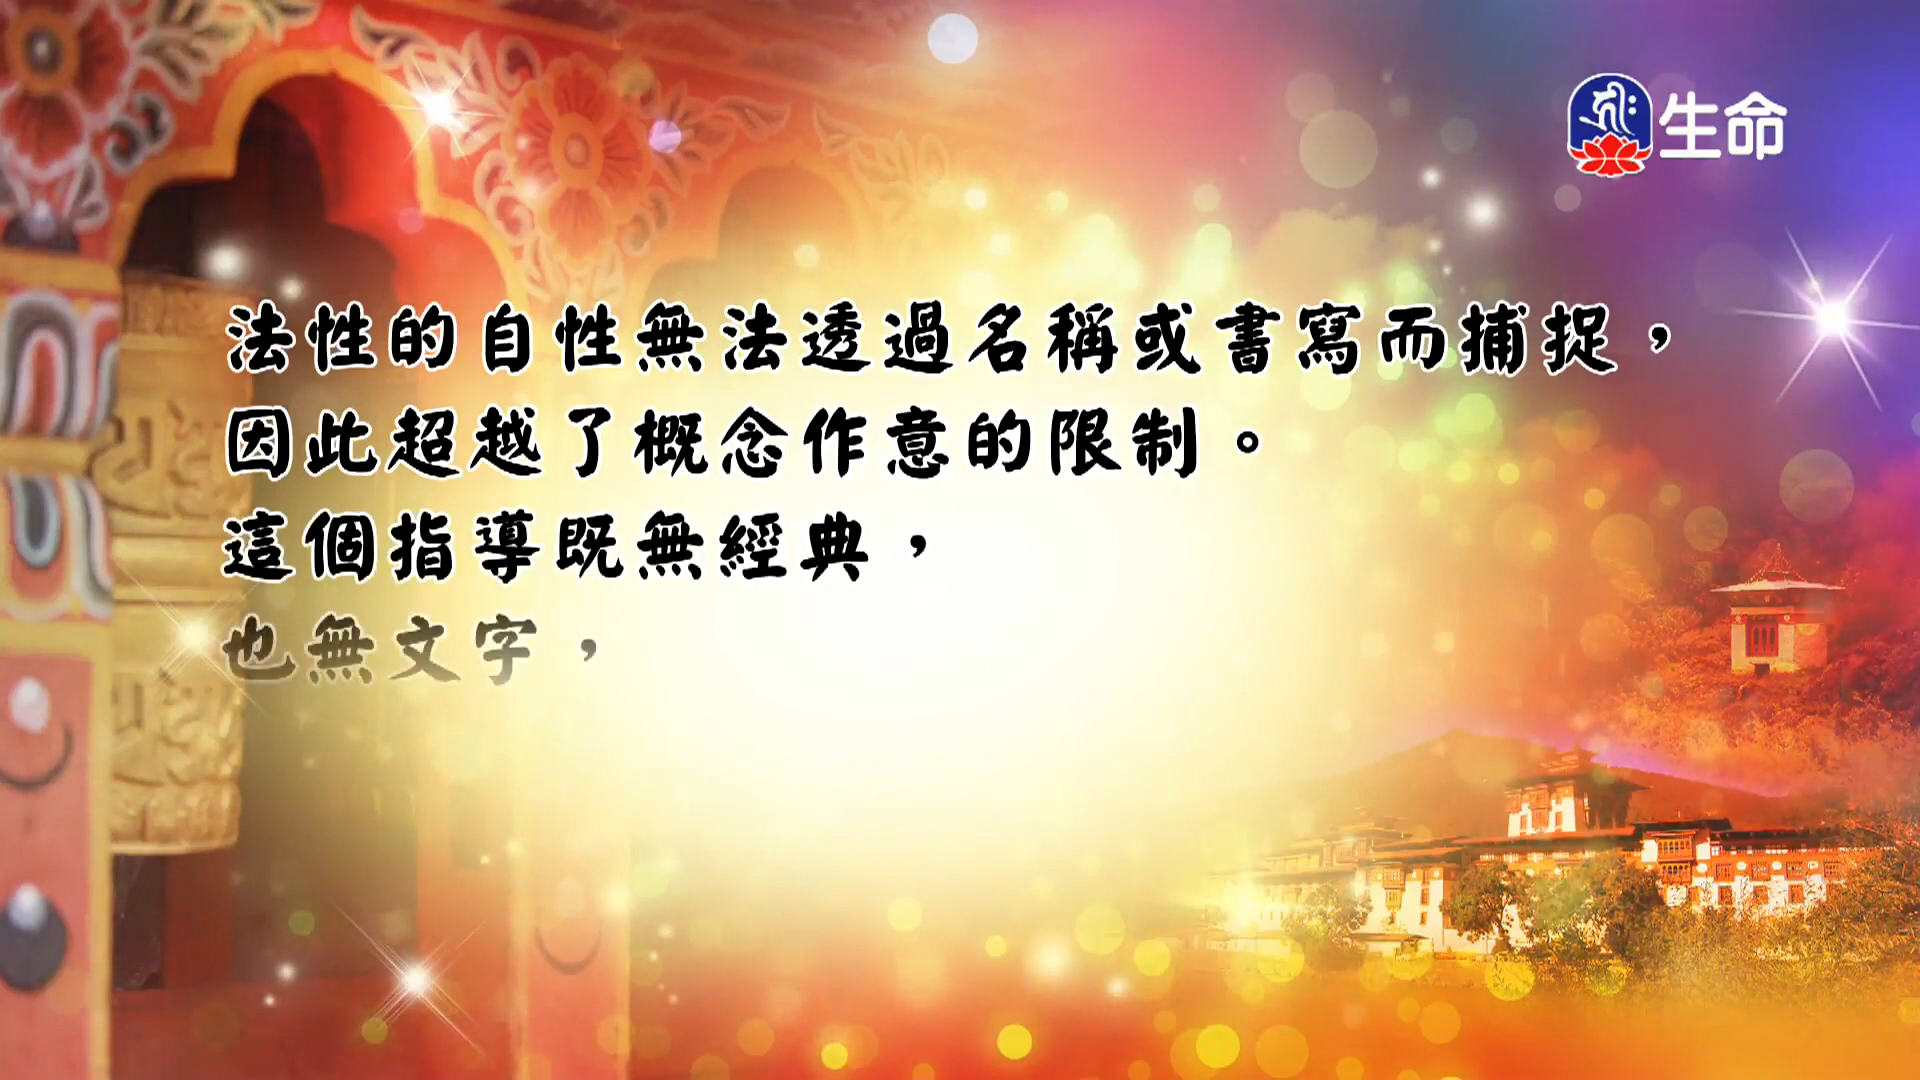 生命
法性的自性無法透過名稱或書寫而捕捉，
因此超越了概念作意的限制。
這個指導既無經典，
也無文字，